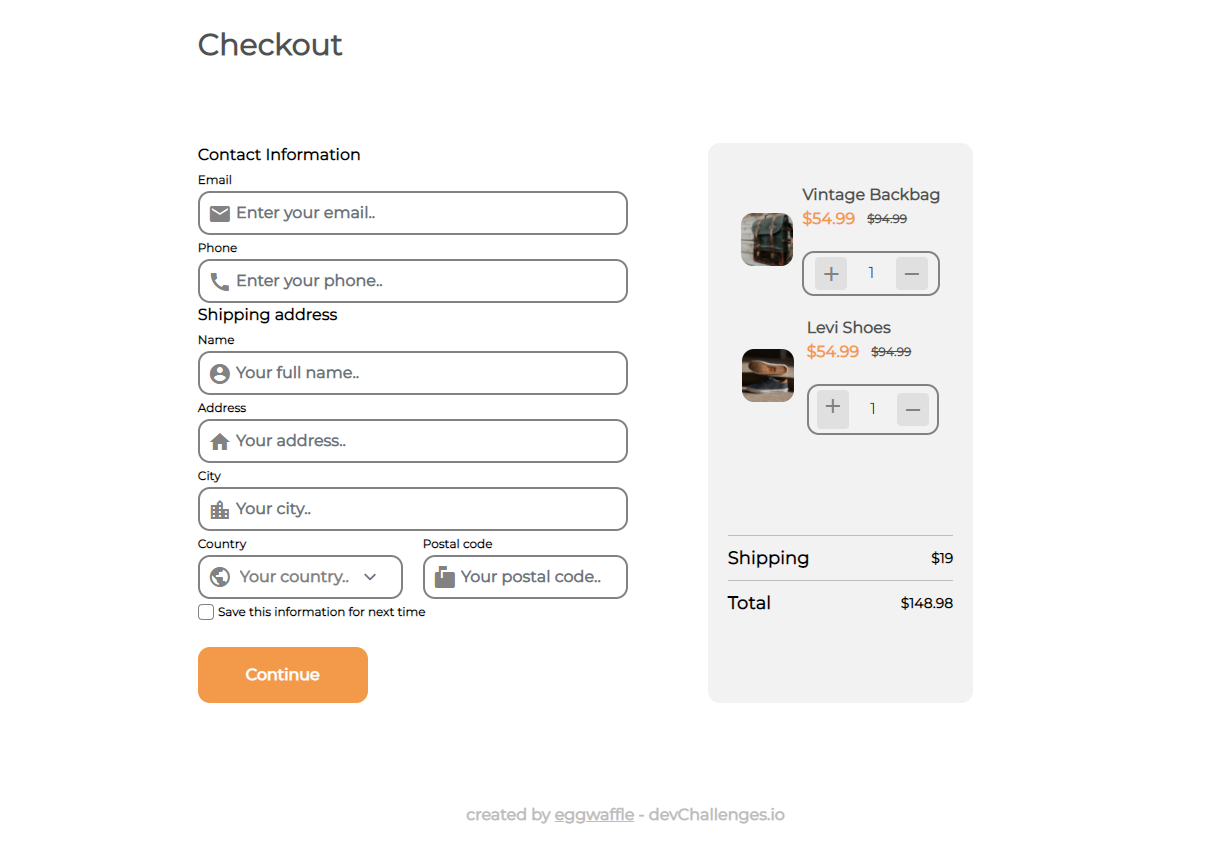 Checkout
Contact Information
Email
Enter your email..
Phone
Enter your phone..
Shipping address
Name
Your full name..
Address
Your address..
City
Your city..
Country
Postal code
Your country..
Your postal code..
Save this information for next time
Continue
Vintage Backbag
$54.99 $94.99
+ 1 −
Levi Shoes
$54.99 $94.99
+ 1 −
Shipping $19
Total $148.98
created by eggwaffle - devChallenges.io